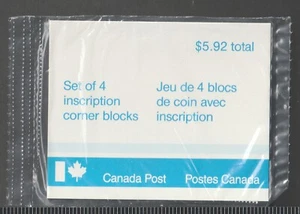 $5.92 total
Set of 4
inscription
corner blocks
Jeu de 4 blocs
de coin avec
inscription
Canada Post
Postes Canada